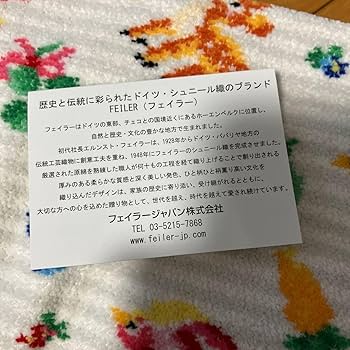 歴史と伝統に彩られたドイツ・シュニール織のブランド
FEILER(フェイラー)
フェイラーはドイツの東部、チェコとの国境近くにあるホーエンベルクに位置し、
自然と歴史・文化の豊かな地方で生まれました。
初代社長エルンスト・フェイラーは、1928年からドイツ・ババリヤ地方の
伝統工芸織物に創意工夫を重ね、1948年にフェイラーのシュニール織を完成させました。
厳選された原綿を熟練した職人が何十もの工程を経て織り上げることで創り出される
厚みのある柔らかな質感と深く美しい発色、ひと柄ひと柄薫り高い文化を
織り込んだデザインは、家族の歴史に寄り添い、受け継がれるとともに、
大切な方への心を込めた贈り物として、世代を越え、時代を越えて愛され続けています。
フェイラージャパン株式会社
TEL 03-5215-7868
www.feiler-jp.com